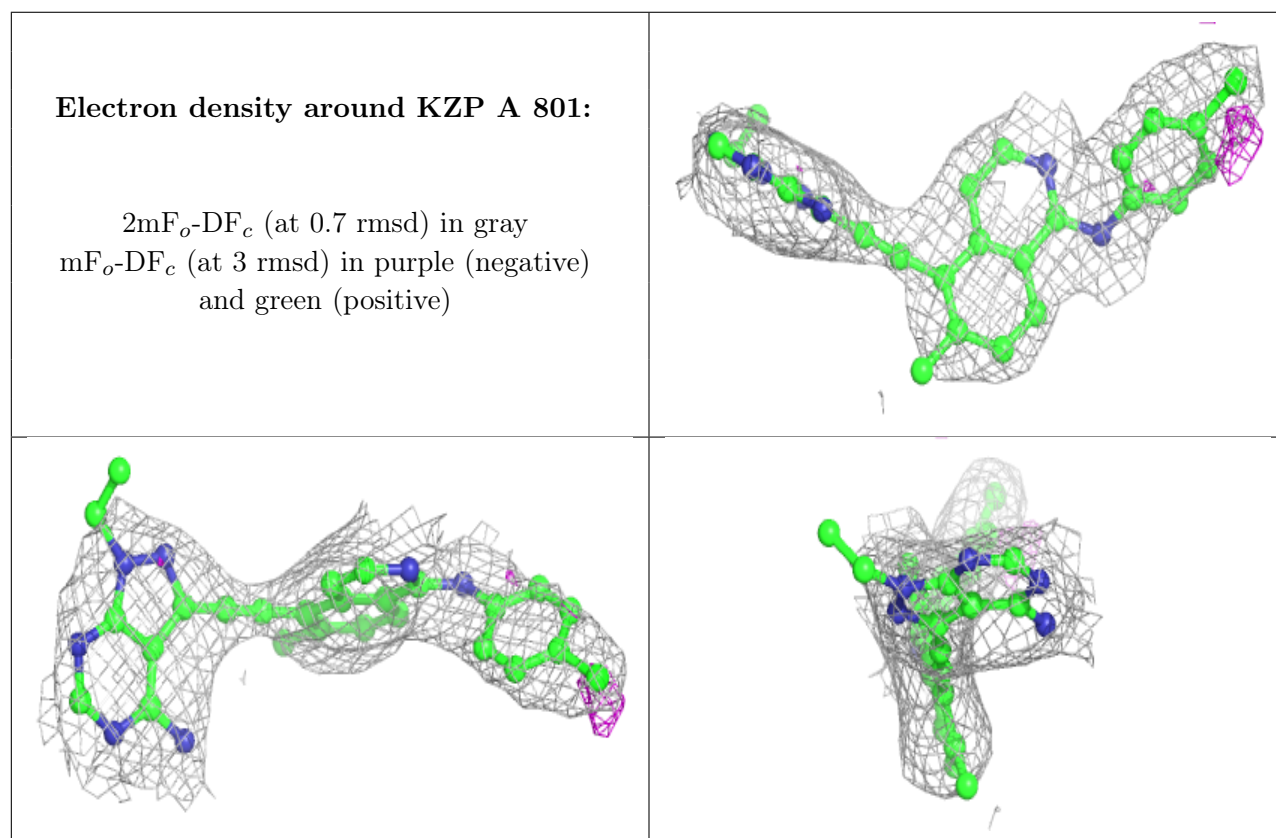 Electron density around KZP A 801:
2mFₒ-DF𝒸 (at 0.7 rmsd) in gray
mFₒ-DF𝒸 (at 3 rmsd) in purple (negative)
and green (positive)